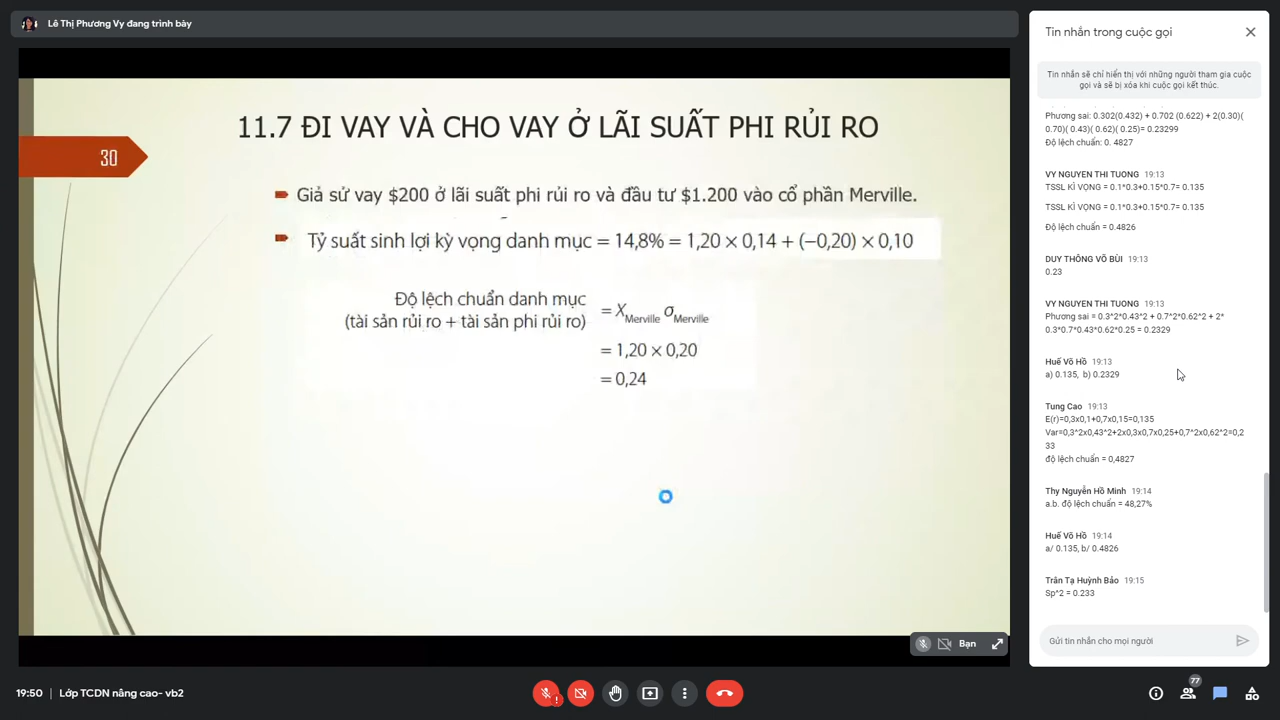 Lê Thị Phương Vy đang trình bày
30
11.7 ĐI VAY VÀ CHO VAY Ở LÃI SUẤT PHI RỦI RO
Giả sử vay $200 ở lãi suất phi rủi ro và đầu tư $1.200 vào cổ phần Merville.
Tỷ suất sinh lợi kỳ vọng danh mục = 14,8% = 1,20 × 0,14 + (−0,20) × 0,10
Độ lệch chuẩn danh mục
(tài sản rủi ro + tài sản phi rủi ro)
= X Merville σ Merville
= 1,20 × 0,20
= 0,24
Bạn
Tin nhắn trong cuộc gọi
Tin nhắn sẽ chỉ hiển thị với những người tham gia cuộc
gọi và sẽ bị xóa khi cuộc gọi kết thúc.
Phương sai: 0.302(0.432) + 0.702 (0.622) + 2(0.30)(
0.70)( 0.43)( 0.62)( 0.25)= 0.23299
Độ lệch chuẩn: 0. 4827
VY NGUYEN THI TUONG 19:13
TSSL KÌ VỌNG = 0.1*0.3+0.15*0.7= 0.135
TSSL KÌ VỌNG = 0.1*0.3+0.15*0.7= 0.135
Độ lệch chuẩn = 0.4826
DUY THÔNG VÕ BÙI 19:13
0.23
VY NGUYEN THI TUONG 19:13
Phương sai = 0.3^2*0.43^2 + 0.7^2*0.62^2 + 2*
0.3*0.7*0.43*0.62*0.25 = 0.2329
Huế Võ Hồ 19:13
a) 0.135, b) 0.2329
Tung Cao 19:13
E(r)=0,3x0,1+0,7x0,15=0,135
Var=0,3^2x0,43^2+2x0,3x0,7x0,25+0,7^2x0,62^2=0,2
33
độ lệch chuẩn = 0,4827
Thy Nguyễn Hồ Minh 19:14
a.b. độ lệch chuẩn = 48,27%
Huế Võ Hồ 19:14
a/ 0.135, b/ 0.4826
Trân Tạ Huỳnh Bảo 19:15
Sp^2 = 0.233
Gửi tin nhắn cho mọi người
19:50 | Lớp TCDN nâng cao- vb2
77